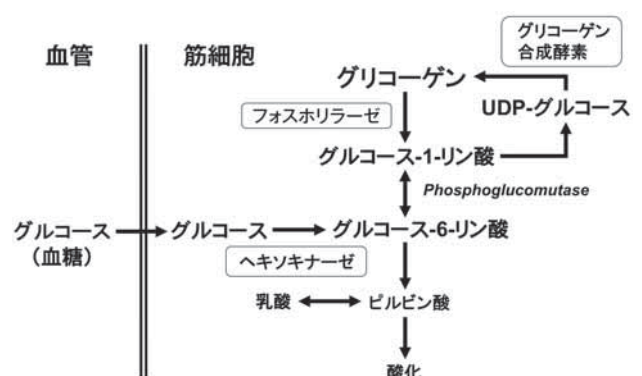 血管
筋細胞
グリコーゲン
合成酵素
グリコーゲン
UDP-グルコース
フォスホリラーゼ
グルコース-1-リン酸
Phosphoglucomutase
グルコース
（血糖）
グルコース
グルコース-6-リン酸
ヘキソキナーゼ
乳酸
ピルビン酸
酸化